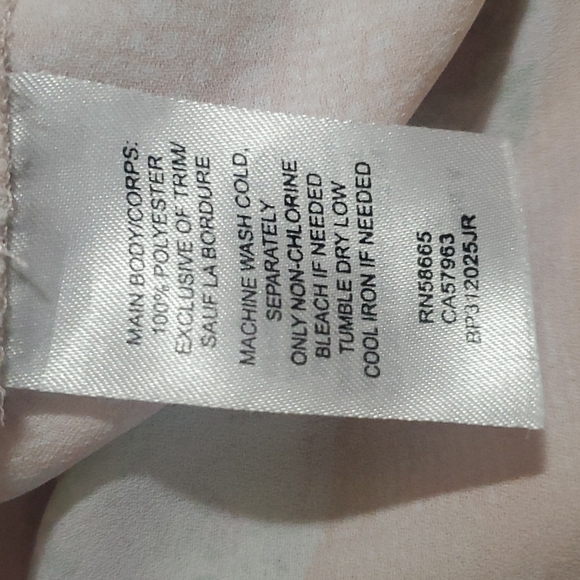 MAIN BODY/CORPS:
100% POLYESTER
EXCLUSIVE OF TRIM/
SAUF LA BORDURE
MACHINE WASH COLD,
SEPARATELY
ONLY NON-CHLORINE
BLEACH IF NEEDED
TUMBLE DRY LOW
COOL IRON IF NEEDED
RN58665
CA57963
BP312025JR